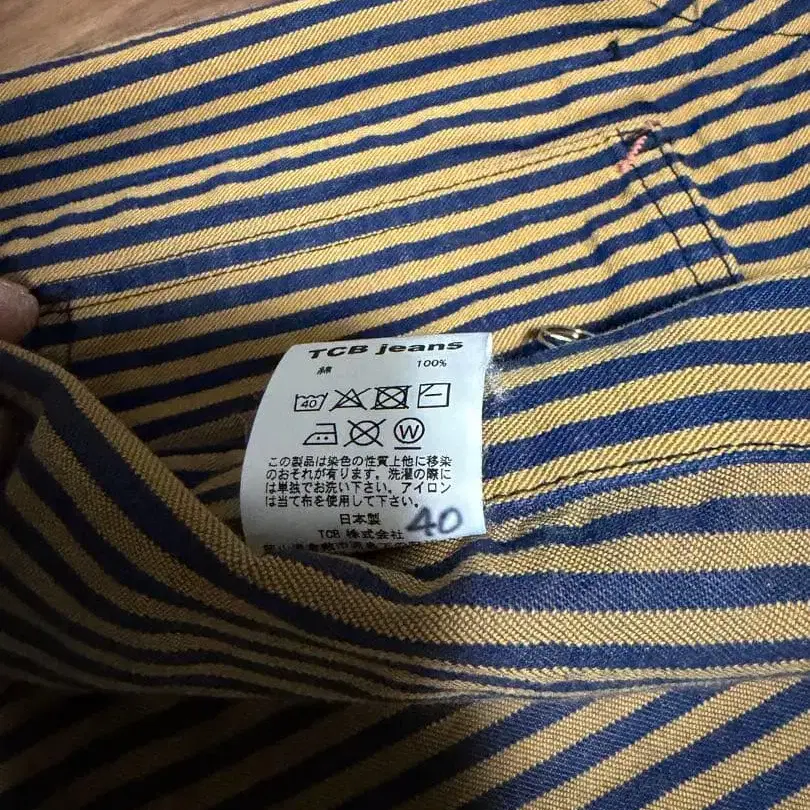 TCB jeans
綿 100%
40
W
この製品は染色の性質上他に移染
のおそれが有ります。洗濯の際に
は単独でお洗い下さい。アイロン
は当て布を使用して下さい。
日本製 40
TCB 株式会社